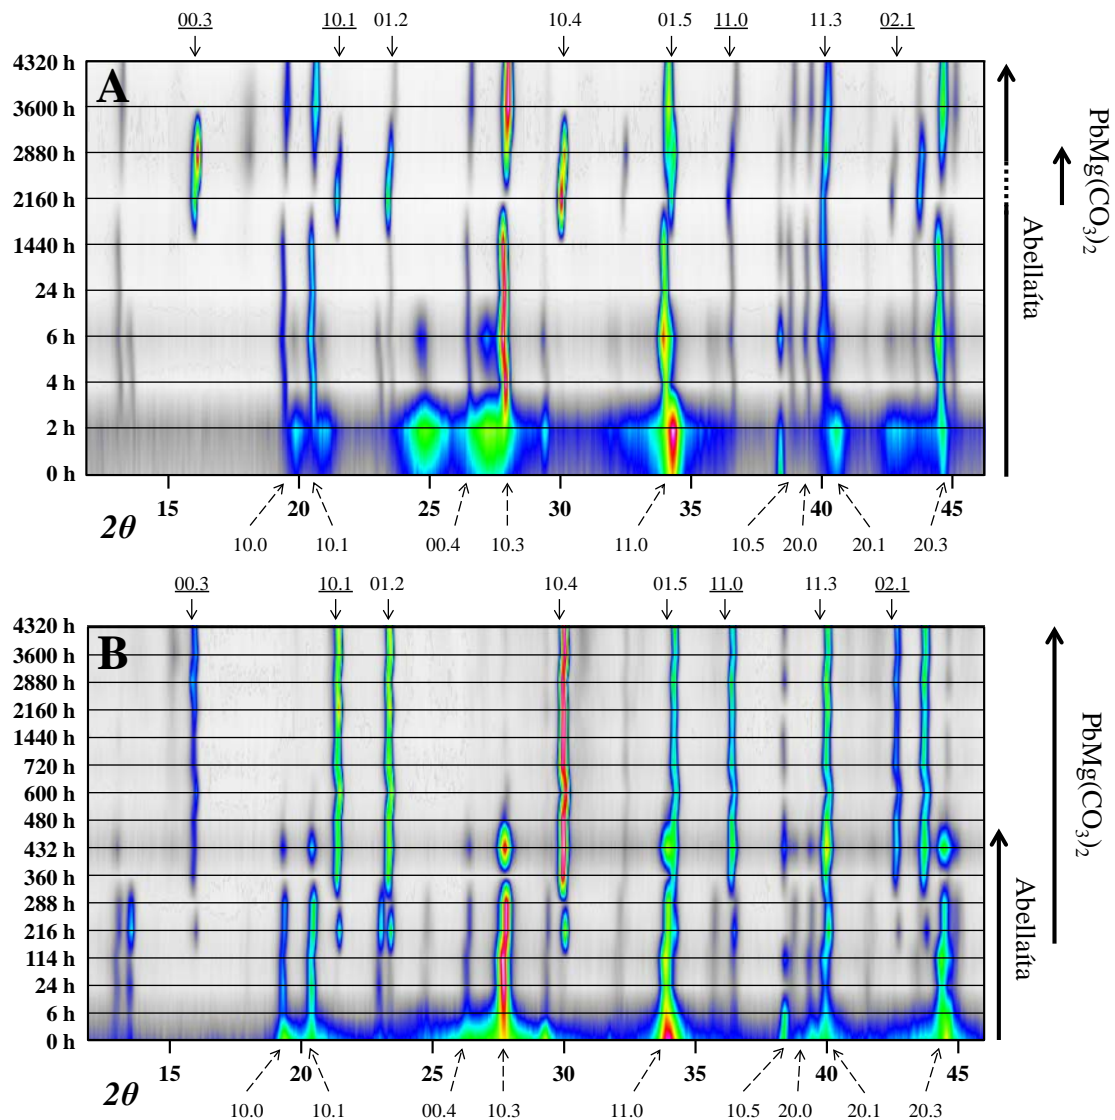 00.3 10.1 01.2 10.4 01.5 11.0 11.3 02.1
A
4320 h
3600 h
2880 h
2160 h
1440 h
24 h
6 h
4 h
2 h
0 h
15 20 25 30 35 40 45
2θ
10.0 10.1 00.4 10.3 11.0 10.5 20.0 20.1 20.3
Abellaíta
PbMg(CO₃)₂
00.3 10.1 01.2 10.4 01.5 11.0 11.3 02.1
B
4320 h
3600 h
2880 h
2160 h
1440 h
720 h
600 h
480 h
432 h
360 h
288 h
216 h
114 h
24 h
6 h
0 h
15 20 25 30 35 40 45
2θ
10.0 10.1 00.4 10.3 11.0 10.5 20.0 20.1 20.3
Abellaíta
PbMg(CO₃)₂